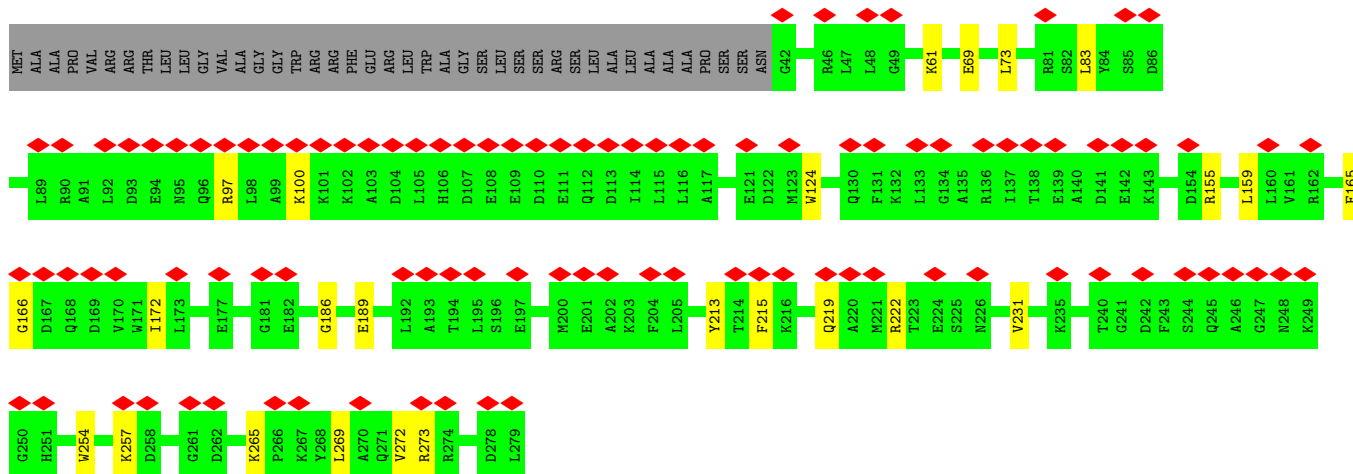 MET ALA ALA PRO VAL ARG ARG THR LEU LEU GLY VAL ALA GLY GLY TRP ARG ARG PHE GLU ARG LEU TRP ALA GLY SER LEU SER SER ARG SER LEU ALA LEU ALA ALA ALA PRO SER SER ASN G42 R46 L47 L48 G49 K61 E69 L73 R81 S82 L83 Y84 S85 D86
L89 R90 A91 L92 D93 E94 N95 Q96 R97 L98 A99 K100 K101 K102 A103 D104 L105 H106 D107 E108 E109 D110 E111 Q112 D113 I114 L115 L116 A117 E121 D122 M123 W124 Q130 F131 K132 L133 G134 A135 R136 I137 T138 E139 A140 D141 E142 K143 D154 R155 L159 L160 V161 R162 E165
G166 D167 Q168 D169 V170 W171 I172 L173 E177 G181 E182 G186 E189 L192 A193 T194 L195 S196 E197 M200 E201 A202 K203 F204 L205 Y213 T214 F215 K216 Q219 A220 M221 R222 T223 E224 S225 N226 V231 K235 T240 G241 D242 F243 S244 Q245 A246 G247 N248 K249
G250 H251 W254 K257 D258 G261 D262 K265 P266 K267 Y268 L269 A270 Q271 V272 R273 R274 D278 L279